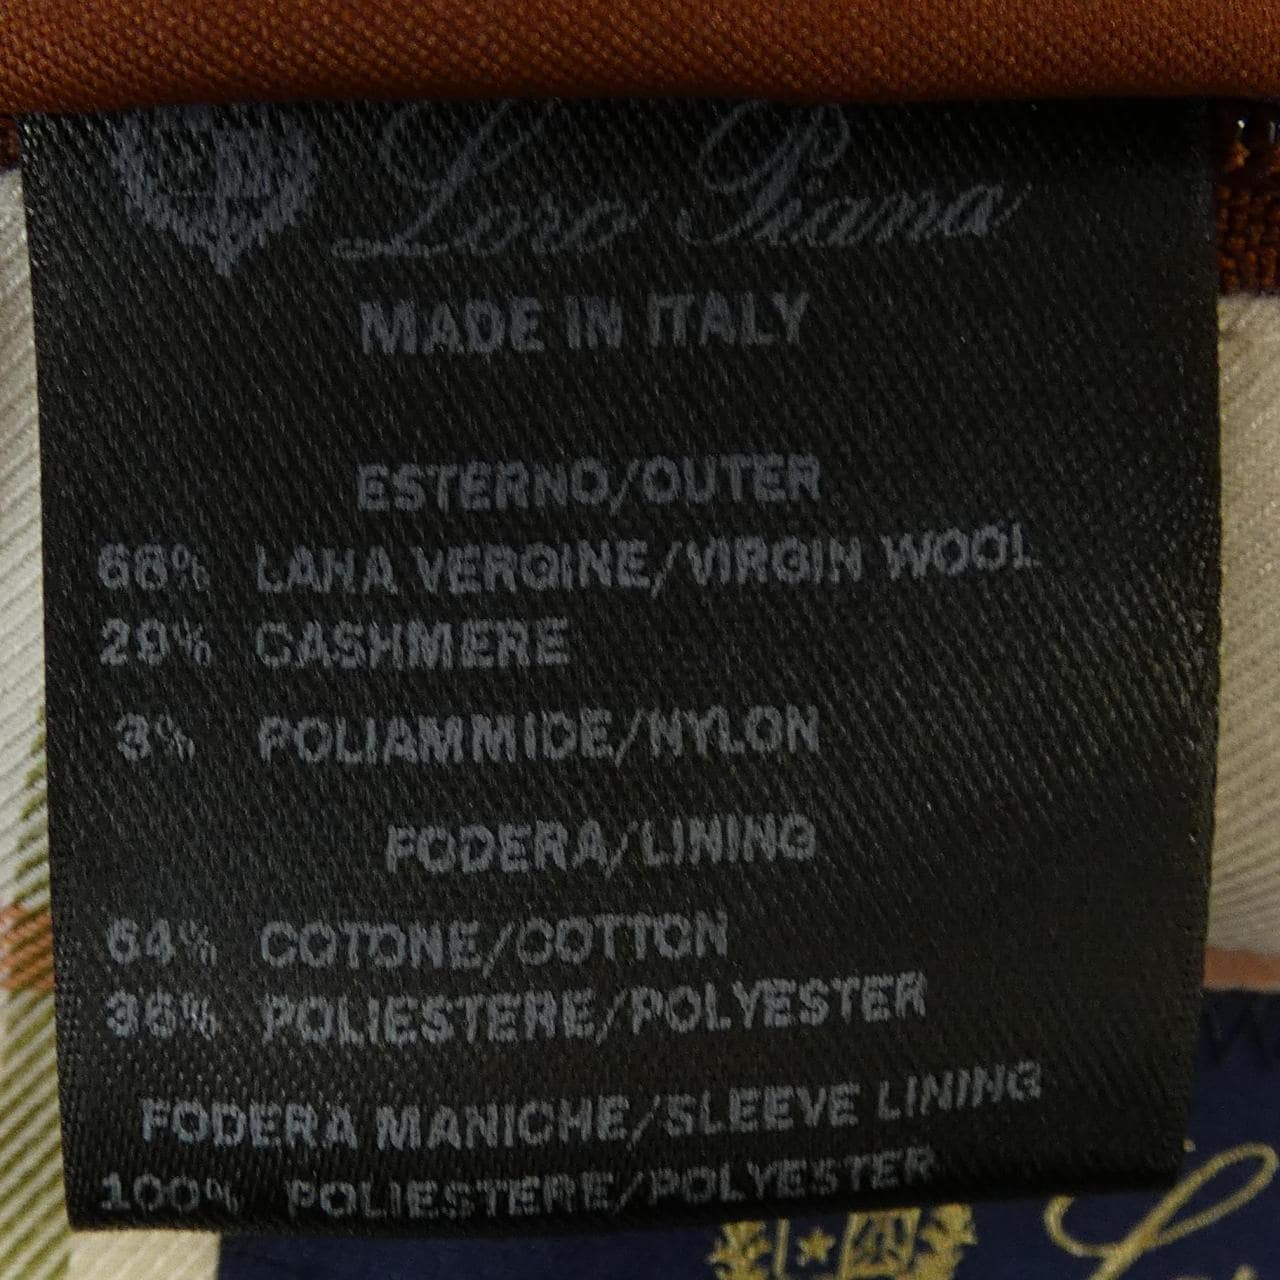 Loro Piana
MADE IN ITALY
ESTERNO/OUTER
68% LANA VERGINE/VIRGIN WOOL
29% CASHMERE
3% POLIAMMIDE/NYLON
FODERA/LINING
64% COTONE/COTTON
36% POLIESTERE/POLYESTER
FODERA MANICHE/SLEEVE LINING
100% POLIESTERE/POLYESTER